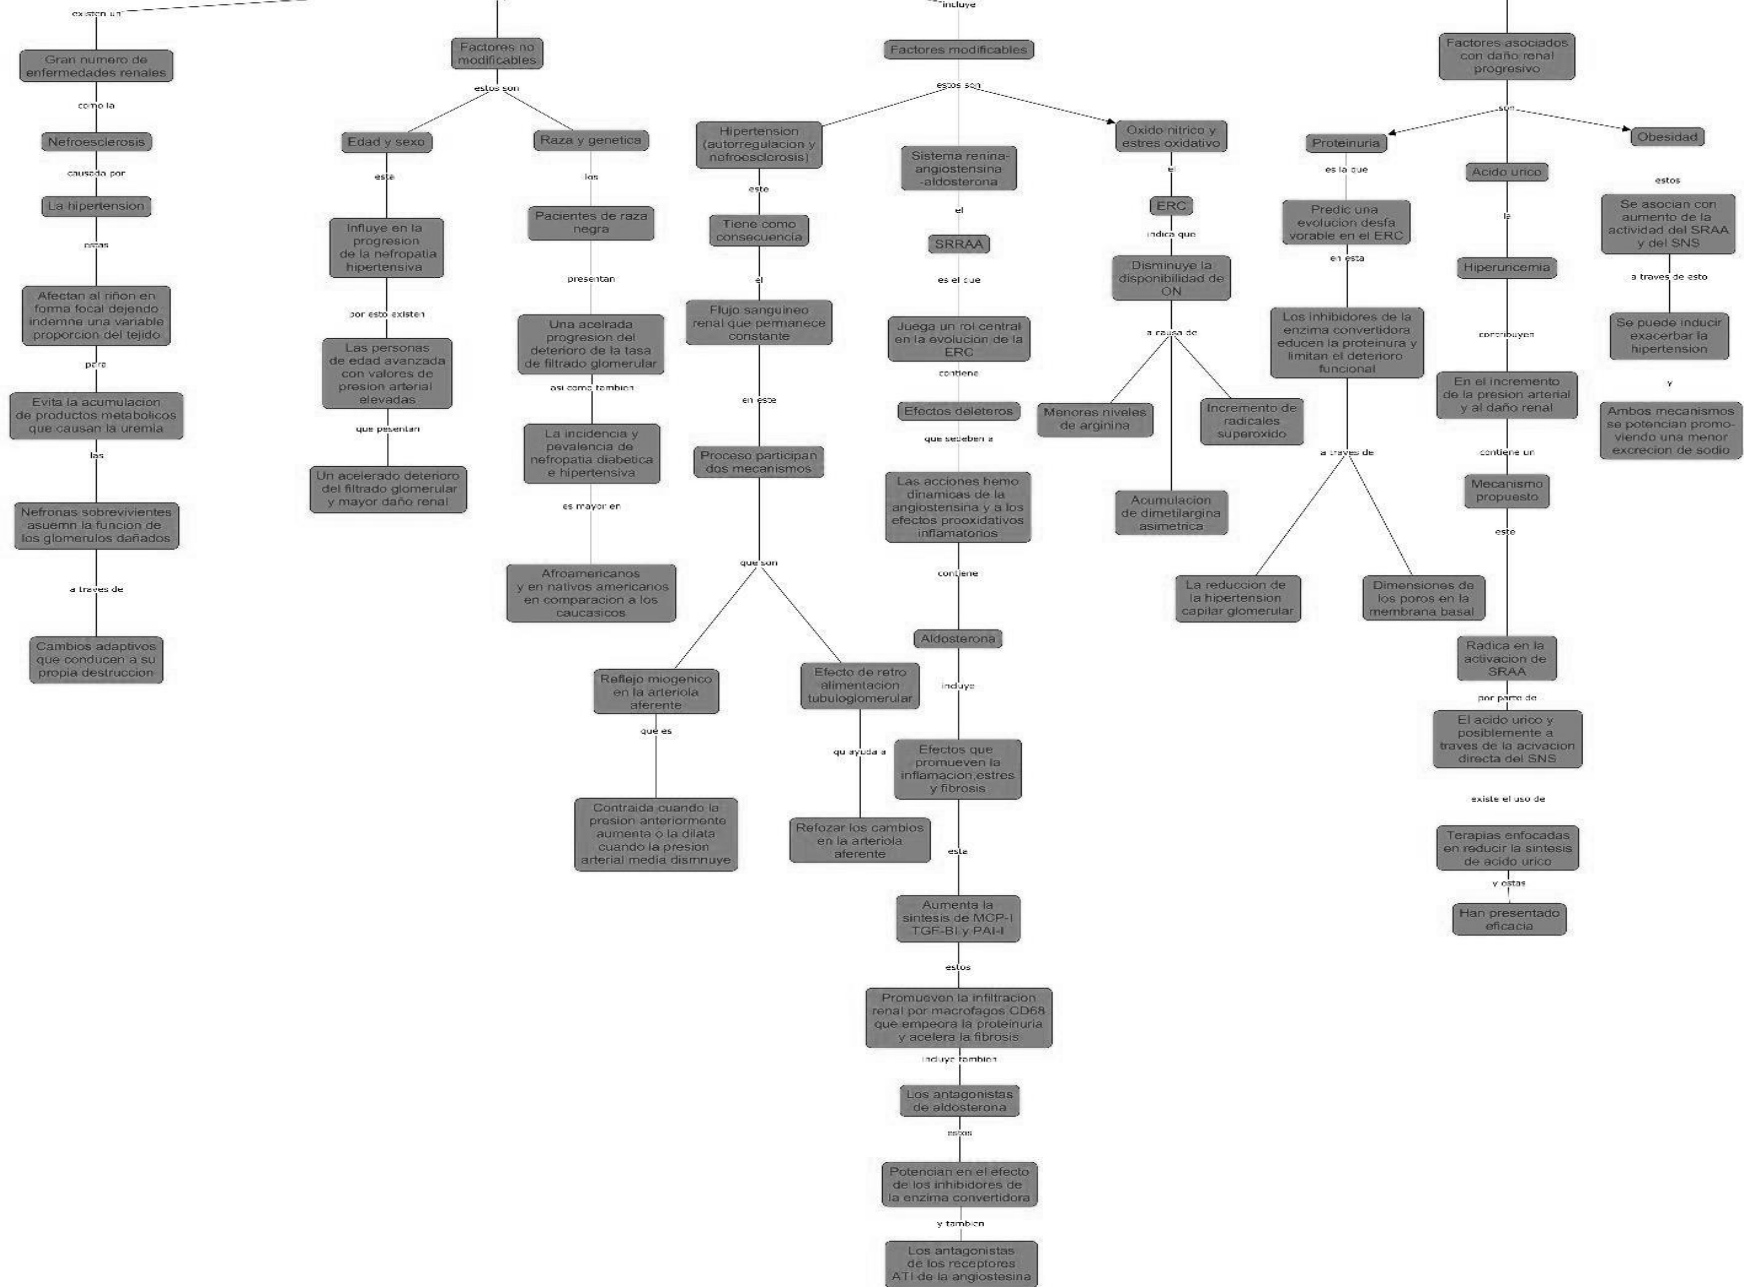 existen un
Gran numero de
enfermedades renales
como la
Nefroesclerosis
causada por
La hipertension
estas
Afectan al riñon en
forma focal dejendo
indemne una variable
proporcion del tejido
para
Evita la acumulacion
de productos metabolicos
que causan la uremia
las
Nefronas sobrevivientes
asuemn la funcion de
los glomerulos dañados
a traves de
Cambios adaptivos
que conducen a su
propia destruccion
Factores no
modificables
estos son
Edad y sexo
este
Influye en la
progresion
de la nefropatia
hipertensiva
por esto existen
Las personas
de edad avanzada
con valores de
presion arterial
elevadas
que pesentan
Un acelerado deterioro
del filtrado glomerular
y mayor daño renal
Raza y genetica
los
Pacientes de raza
negra
presentan
Una acelrada
progresion del
deterioro de la tasa
de filtrado glomerular
asi como tambien
La incidencia y
pevalencia de
nefropatia diabetica
e hipertensiva
es mayor en
Afroamericanos
y en nativos americanos
en comparacion a los
caucasicos
incluye
Factores modificables
estos son
Hipertension
(autorregulacion y
nofroesclorosis)
este
Tiene como
consecuencia
el
Flujo sanguineo
renal que permanece
constante
en este
Proceso participan
dos mecanismos
que son
Reflejo miogenico
en la arteriola
aferente
que es
Contraida cuando la
presion anteriormente
aumenta o la dilata
cuando la presion
arterial media dismnuye
Efecto de retro
alimentacion
tubuloglomerular
qu ayuda a
Refozar los cambios
en la arteriola
aferente
Sistema renina-
angiostensina
-aldosterona
el
SRRAA
es el que
Juega un rol central
en la evolucion de la
ERC
contiene
Efectos deleteros
que sedeben a
Las acciones hemo
dinamicas de la
angiostensina y a los
efectos prooxidativos
inflamatorios
contiene
Aldosterona
incluye
Efectos que
promueven la
inflamacion,estres
y fibrosis
esta
Aumenta la
sintesis de MCP-I
TGF-BI y PAI-I
estos
Promueven la infiltracion
renal por macrofagos CD68
que empeora la proteinuria
y acelera la fibrosis
incluye tambien
Los antagonistas
de aldosterona
estos
Potencian en el efecto
de los inhibidores de
la enzima convertidora
y tambien
Los antagonistas
de los receptores
ATI de la angiostesina
Oxido nitrico y
estres oxidativo
el
ERC
indica que
Disminuye la
disponibilidad de
ON
a causa de
Menores niveles
de arginina
Acumulacion
de dimetilargina
asimetrica
Incremento de
radicales
superoxido
Factores asociados
con daño renal
progresivo
son
Proteinuria
es la que
Predic una
evolucion desfa
vorable en el ERC
en esta
Los inhibidores de la
enzima convertidora
educen la proteinura y
limitan el deterioro
funcional
a traves de
La reduccion de
la hipertension
capilar glomerular
Dimensiones de
los poros en la
membrana basal
Acido urico
la
Hiperuricemia
contribuyen
En el incremento
de la presion arterial
y al daño renal
contiene un
Mecanismo
propuesto
este
Radica en la
activacion de
SRAA
por parte de
El acido urico y
posiblemente a
traves de la acivacion
directa del SNS
existe el uso de
Terapias enfocadas
en reducir la sintesis
de acido urico
y estas
Han presentado
eficacia
Obesidad
estos
Se asocian con
aumento de la
actividad del SRAA
y del SNS
a traves de esto
Se puede inducir
exacerbar la
hipertension
y
Ambos mecanismos
se potencian promo-
viendo una menor
excrecion de sodio